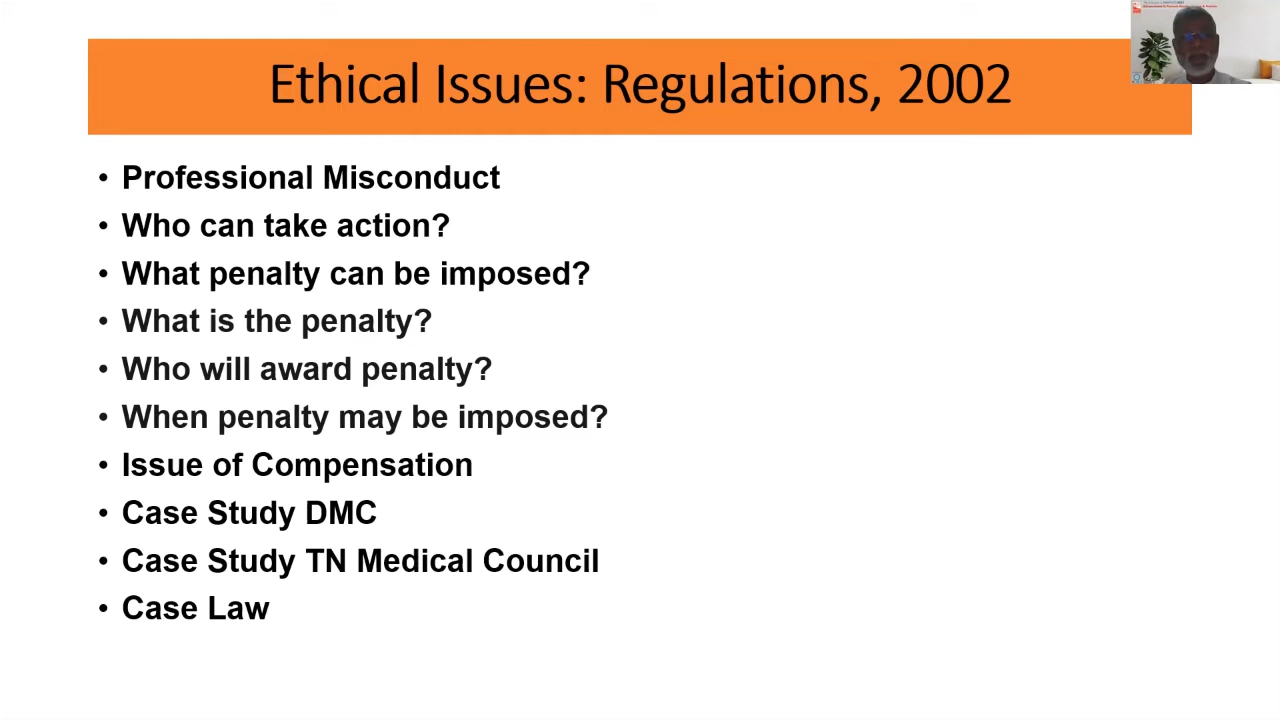 Ethical Issues: Regulations, 2002
• Professional Misconduct
• Who can take action?
• What penalty can be imposed?
• What is the penalty?
• Who will award penalty?
• When penalty may be imposed?
• Issue of Compensation
• Case Study DMC
• Case Study TN Medical Council
• Case Law